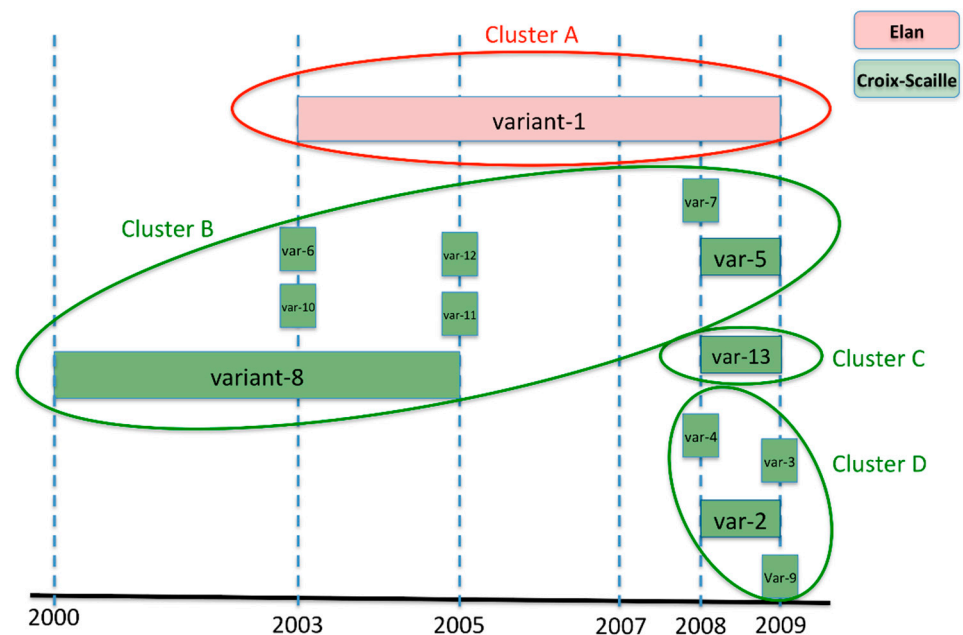 Cluster A
Elan
Croix-Scaille
variant-1
var-7
Cluster B
var-6
var-12
var-5
var-10
var-11
var-13
Cluster C
variant-8
var-4
var-3
Cluster D
var-2
Var-9
2000
2003
2005
2007
2008
2009